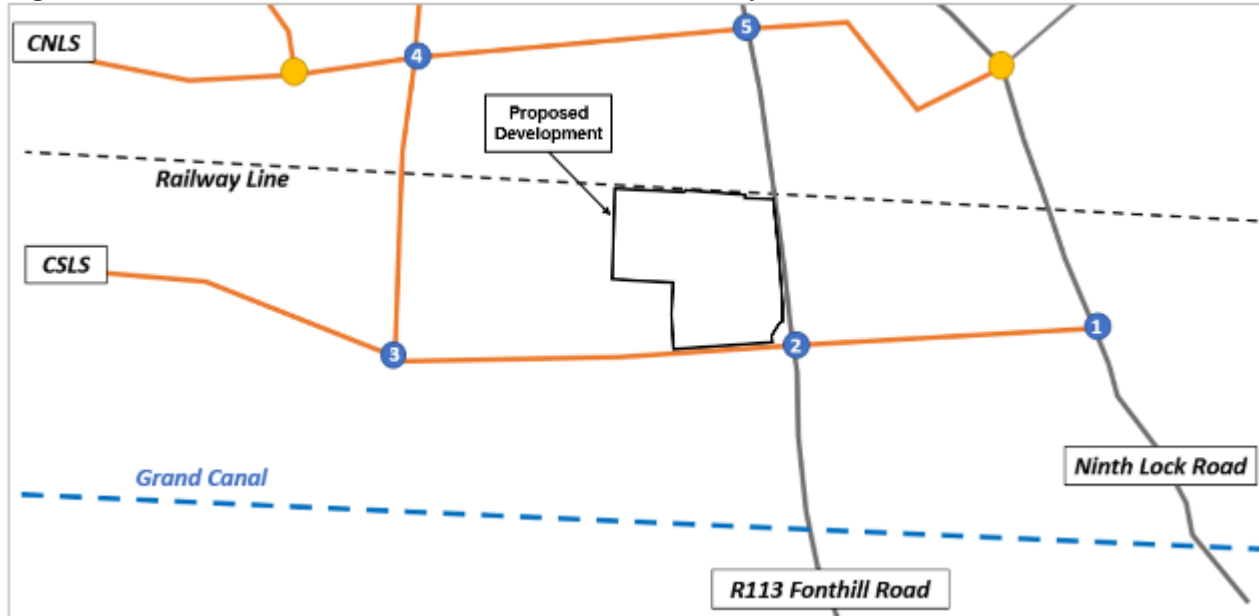 CNLS
4
5
Proposed
Development
Railway Line
CSLS
3
2
1
Grand Canal
Ninth Lock Road
R113 Fonthill Road